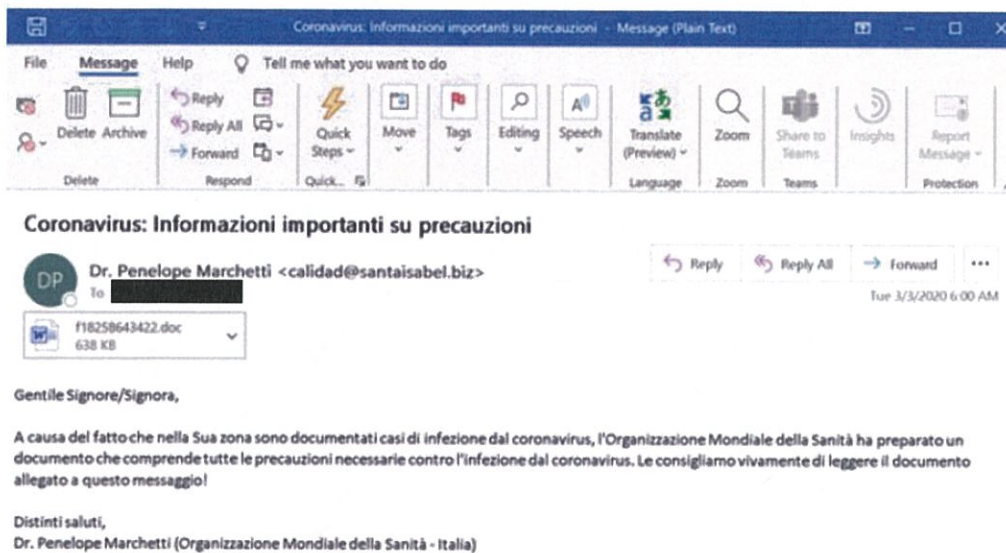 Coronavirus: Informazioni importanti su precauzioni - Message (Plain Text)
File Message Help Tell me what you want to do
Delete Archive
Reply
Reply All
Forward
Quick Steps
Move
Tags
Editing
Speech
Translate (Preview)
Zoom
Share to Teams
Insights
Report Message
Delete Respond Quick... Language Zoom Teams Protection
Coronavirus: Informazioni importanti su precauzioni
DP
Dr. Penelope Marchetti <calidad@santaisabel.biz>
To
Reply Reply All Forward ...
Tue 3/3/2020 6:00 AM
f18258643422.doc
638 KB
Gentile Signore/Signora,
A causa del fatto che nella Sua zona sono documentati casi di infezione dal coronavirus, l'Organizzazione Mondiale della Sanità ha preparato un
documento che comprende tutte le precauzioni necessarie contro l'infezione dal coronavirus. Le consigliamo vivamente di leggere il documento
allegato a questo messaggio!
Distinti saluti,
Dr. Penelope Marchetti (Organizzazione Mondiale della Sanità - Italia)